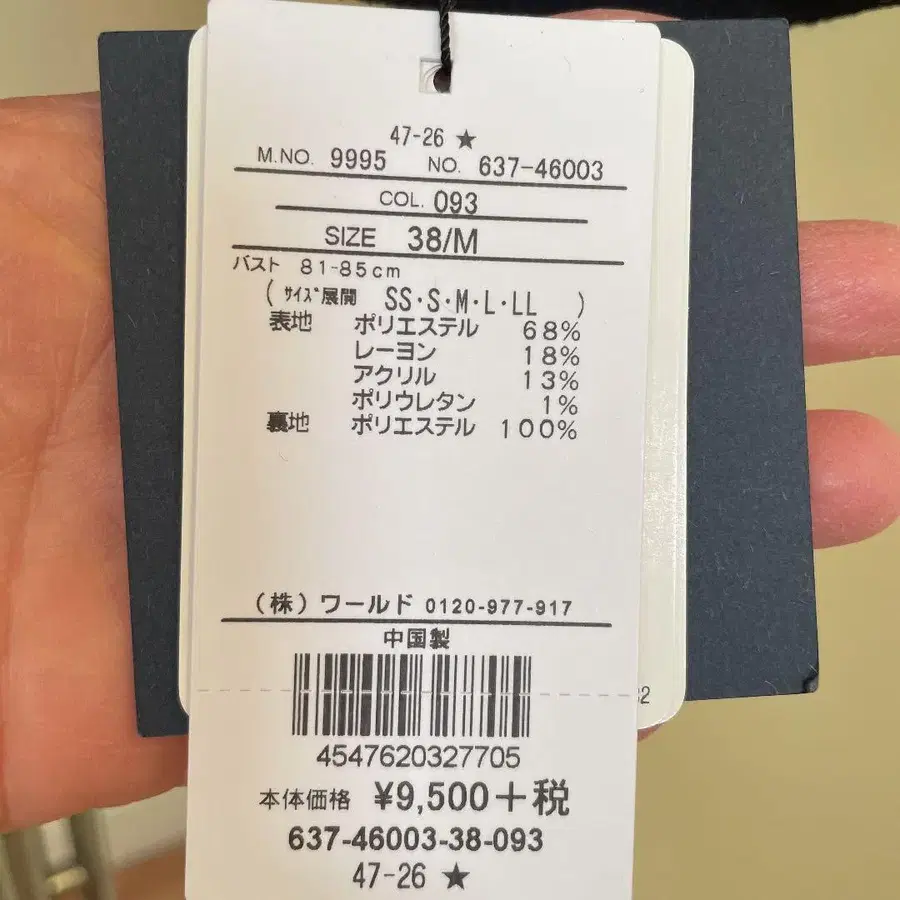 47-26 ★
M.NO. 9995 NO. 637-46003
COL. 093
SIZE 38/M
バスト 81-85cm
( ｻｲｽﾞ展開 SS・S・M・L・LL )
表地 ポリエステル 68%
レーヨン 18%
アクリル 13%
ポリウレタン 1%
裏地 ポリエステル 100%
(株) ワールド 0120-977-917
中国製
4547620327705
本体価格 ¥9,500+税
637-46003-38-093
47-26 ★